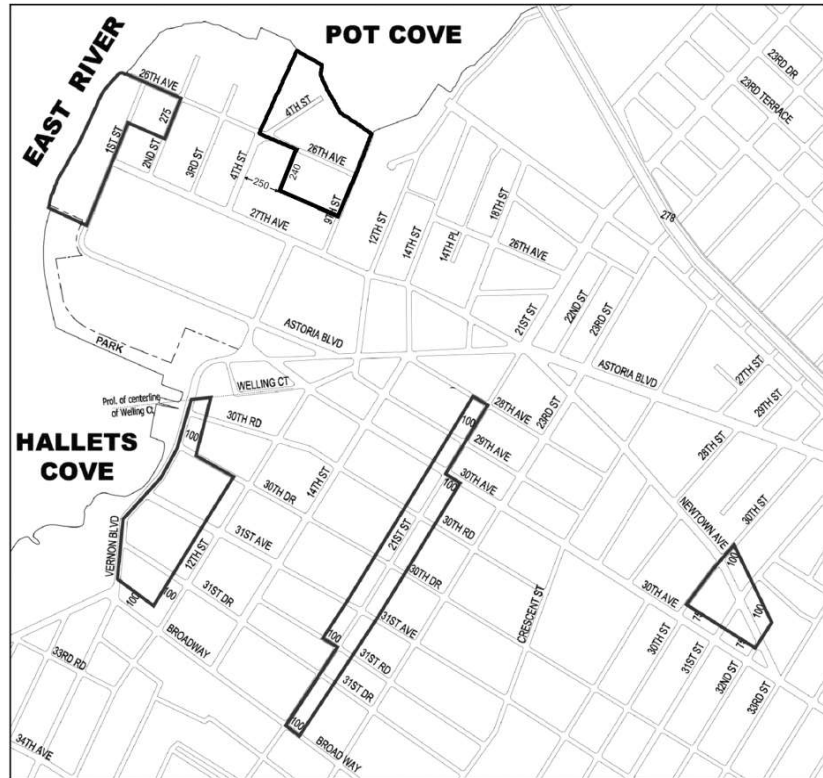 POT COVE
EAST RIVER
23RD DR
23RD TERRACE
26TH AVE
275
4TH ST
1ST ST
2ND ST
3RD ST
4TH ST
26TH AVE
240
250
9TH ST
27TH AVE
12TH ST
14TH ST
14TH PL
18TH ST
26TH AVE
278
21ST ST
22ND ST
23RD ST
PARK
ASTORIA BLVD
ASTORIA BLVD
27TH ST
29TH ST
WELLING CT
Prol. of centerline
of Welling Ct.
28TH AVE
23RD ST
28TH ST
30TH RD
100
100
29TH AVE
HALLETS
COVE
30TH AVE
100
30TH DR
14TH ST
30TH RD
NEWTOWN AVE
30TH ST
21ST ST
31ST AVE
VERNON BLVD
12TH ST
30TH DR
CRESCENT ST
100
30TH AVE
100
100
100
31ST DR
31ST AVE
100
75
75
30TH ST
31ST ST
32ND ST
33RD ST
BROADWAY
33RD RD
31ST RD
31ST DR
100
BROAD WAY
34TH AVE